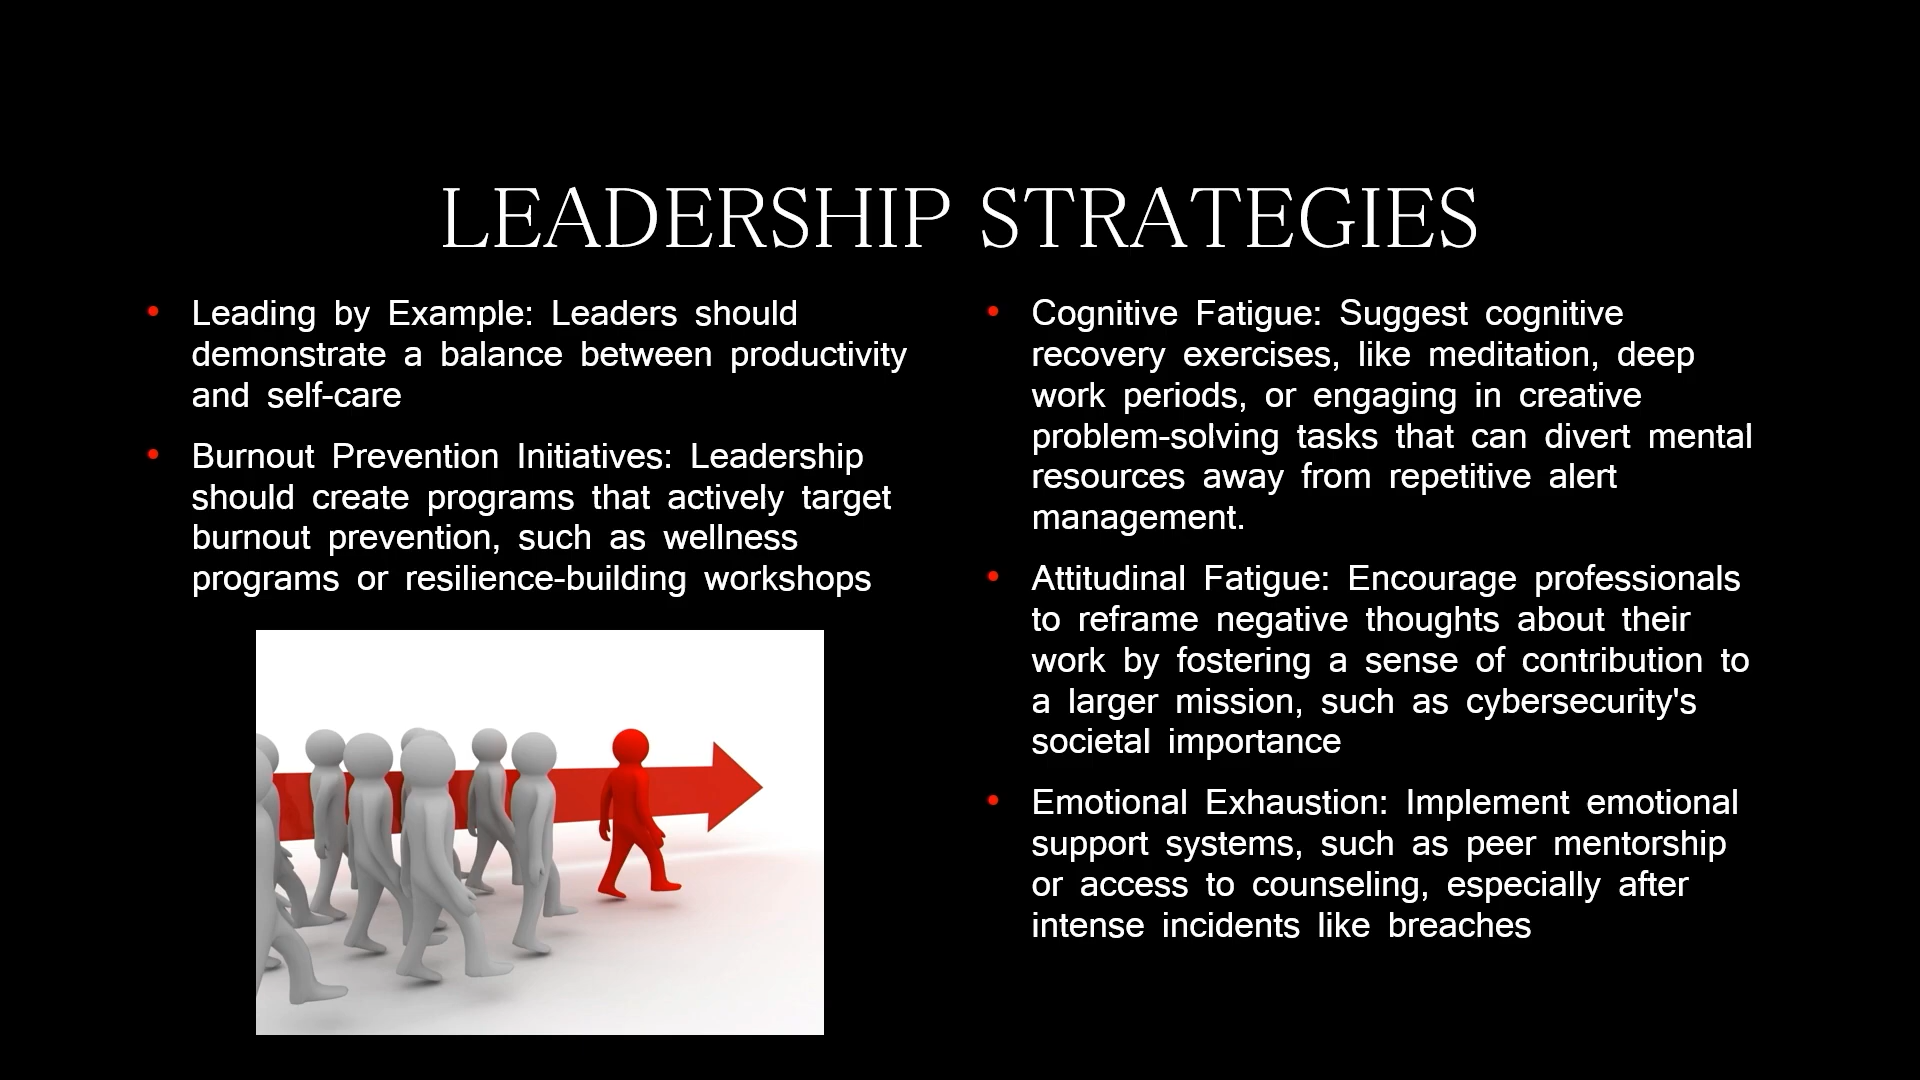 LEADERSHIP STRATEGIES
• Leading by Example: Leaders should
demonstrate a balance between productivity
and self-care
• Burnout Prevention Initiatives: Leadership
should create programs that actively target
burnout prevention, such as wellness
programs or resilience-building workshops
• Cognitive Fatigue: Suggest cognitive
recovery exercises, like meditation, deep
work periods, or engaging in creative
problem-solving tasks that can divert mental
resources away from repetitive alert
management.
• Attitudinal Fatigue: Encourage professionals
to reframe negative thoughts about their
work by fostering a sense of contribution to
a larger mission, such as cybersecurity's
societal importance
• Emotional Exhaustion: Implement emotional
support systems, such as peer mentorship
or access to counseling, especially after
intense incidents like breaches